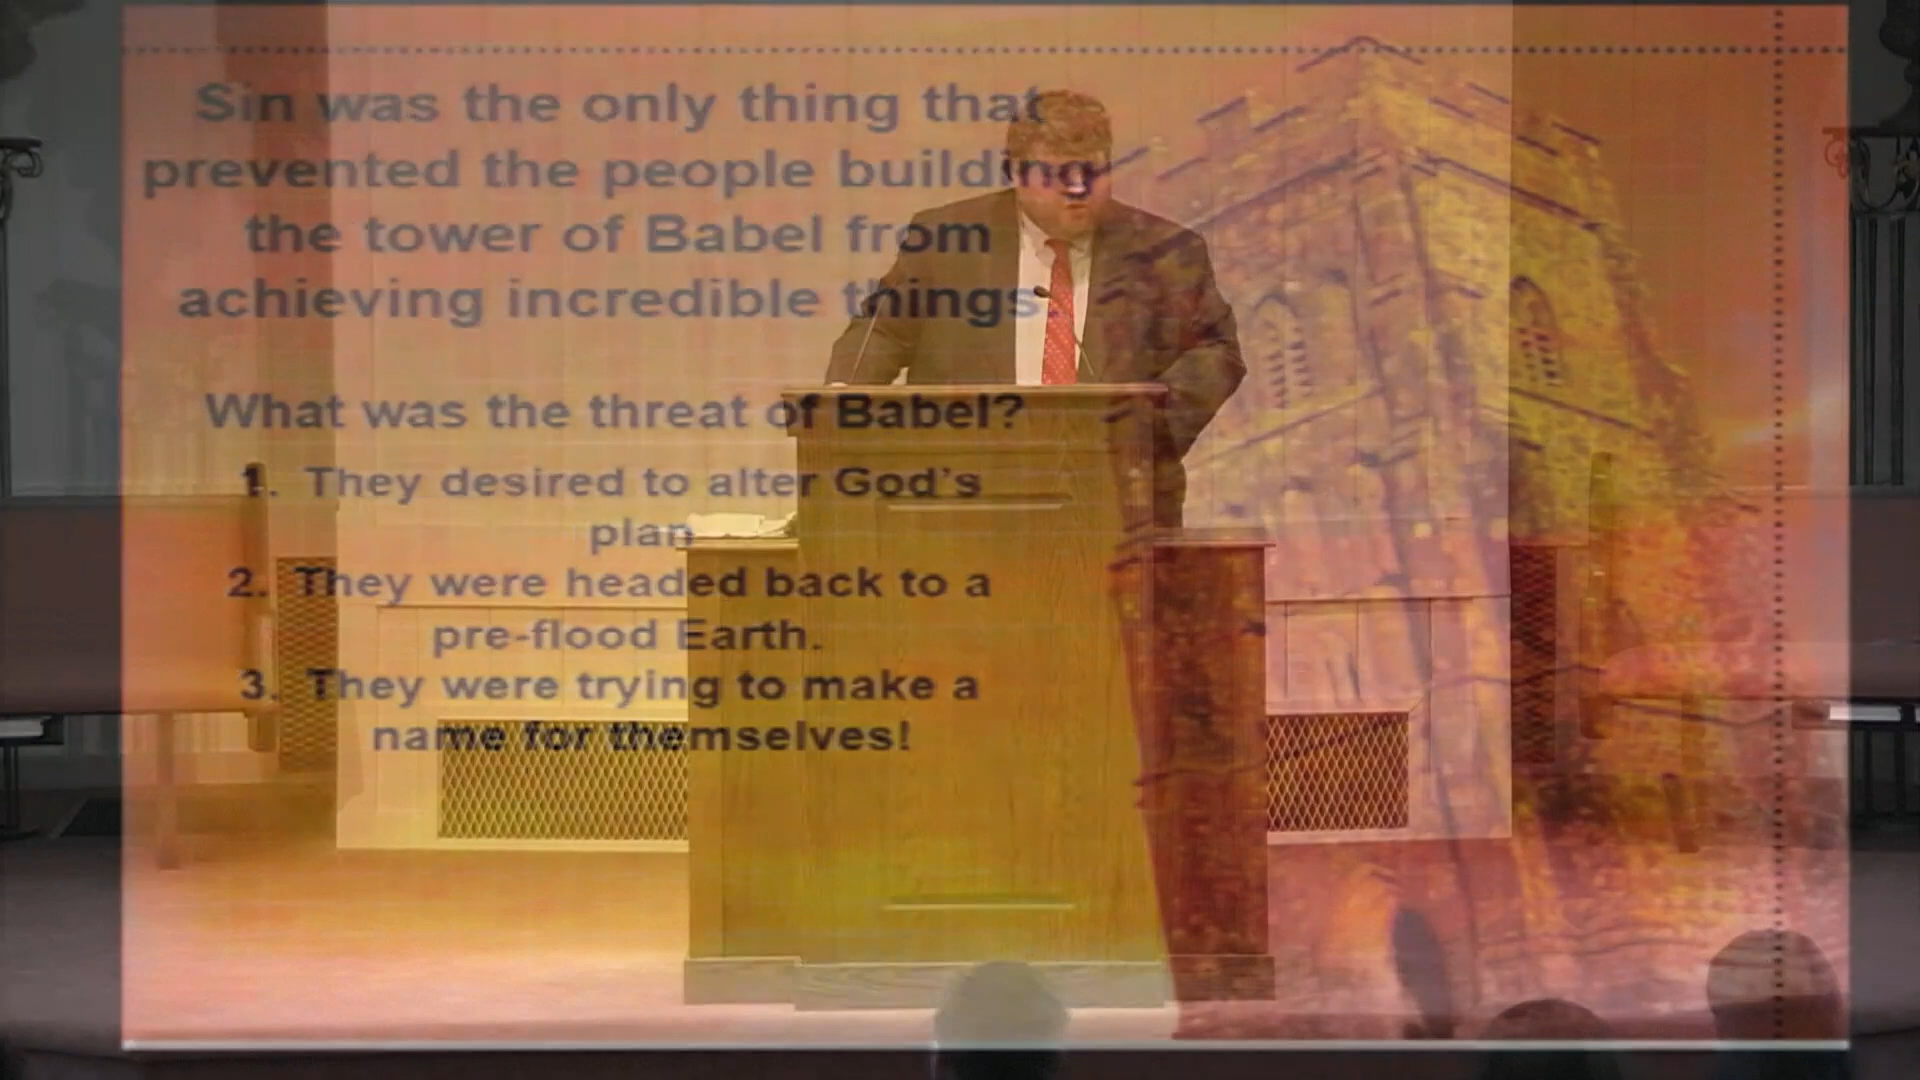 Sin was the only thing that
prevented the people building
the tower of Babel from
achieving incredible things.
What was the threat of Babel?
1. They desired to alter God's
plan
2. They were headed back to a
pre-flood Earth.
3. They were trying to make a
name for themselves!